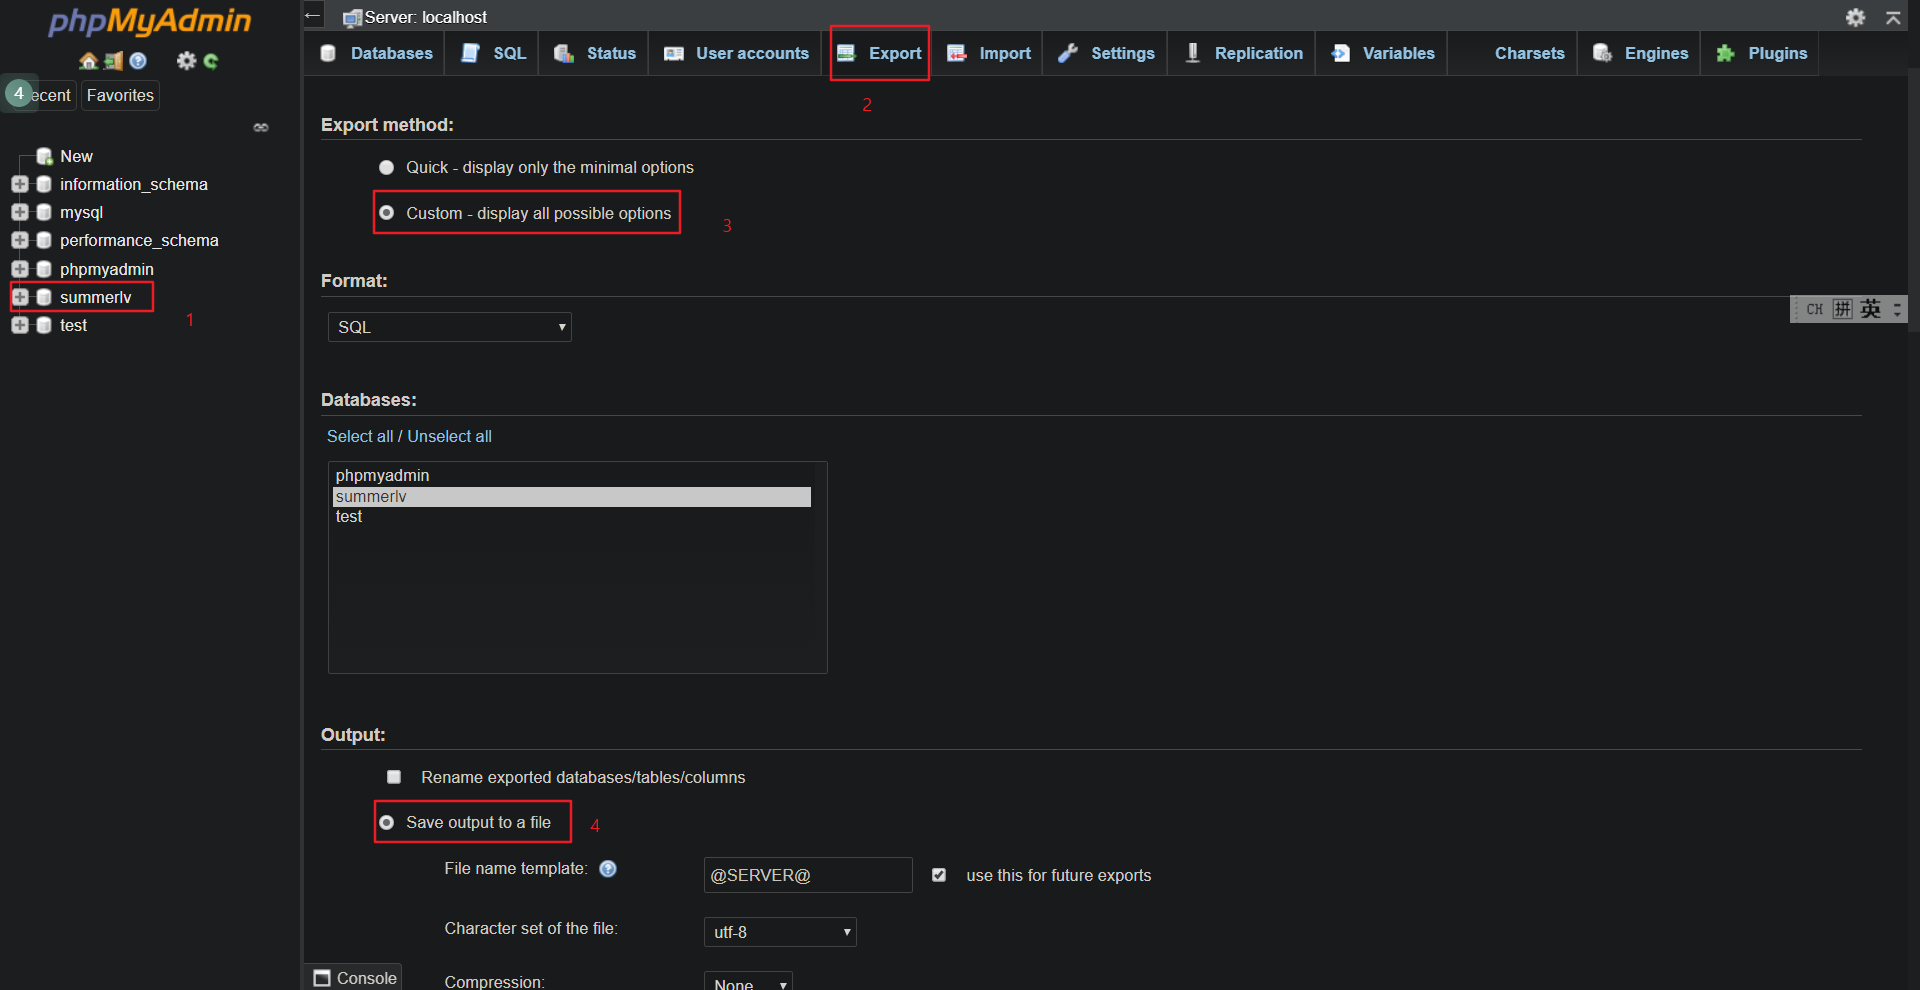 phpMyAdmin
4 ecent Favorites
New
information_schema
mysql
performance_schema
phpmyadmin
summerlv
1
test
Server: localhost
Databases SQL Status User accounts Export Import Settings Replication Variables Charsets Engines Plugins
2
Export method:
Quick - display only the minimal options
Custom - display all possible options
3
Format:
SQL
CH 拼 英
Databases:
Select all / Unselect all
phpmyadmin
summerlv
test
Output:
Rename exported databases/tables/columns
Save output to a file
4
File name template: @SERVER@ use this for future exports
Character set of the file: utf-8
Compression: None
Console